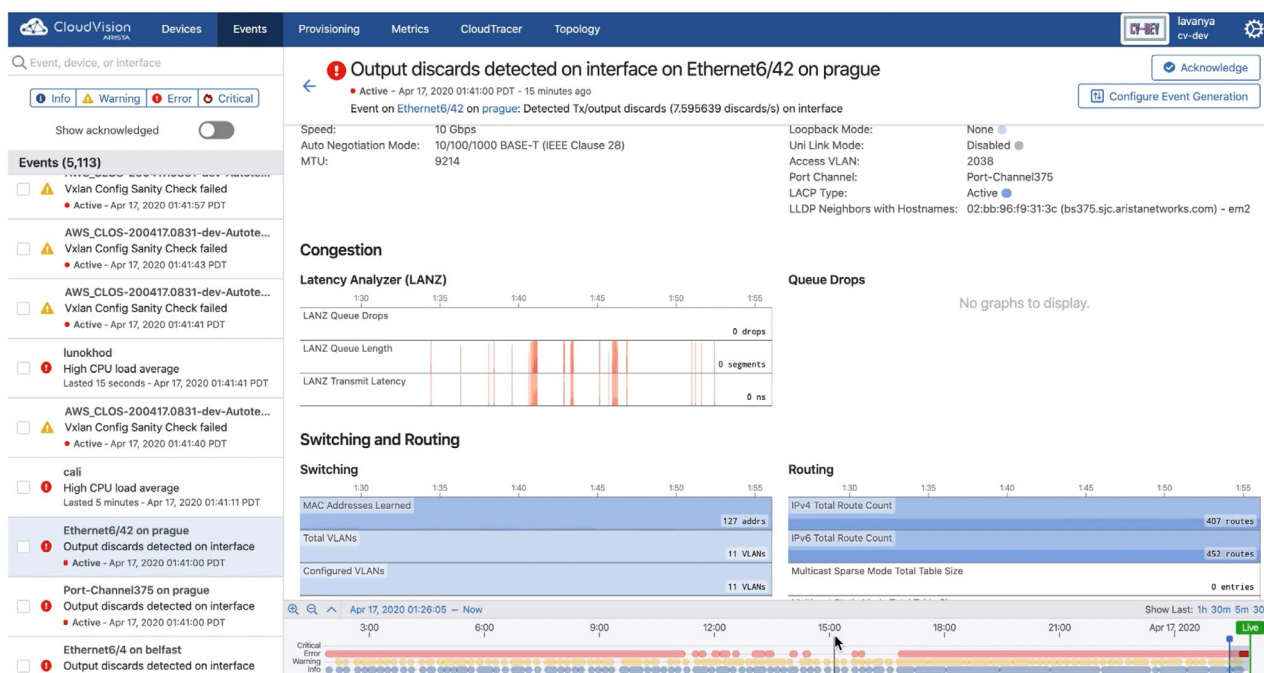 CloudVision
ARISTA
Devices
Events
Provisioning
Metrics
CloudTracer
Topology
CV-DEV
lavanya
cv-dev
Event, device, or interface
Info
Warning
Error
Critical
Show acknowledged
Events (5,113)
Vxlan Config Sanity Check failed
Active - Apr 17, 2020 01:41:57 PDT
AWS_CLOS-200417.0831-dev-Autote...
Vxlan Config Sanity Check failed
Active - Apr 17, 2020 01:41:43 PDT
AWS_CLOS-200417.0831-dev-Autote...
Vxlan Config Sanity Check failed
Active - Apr 17, 2020 01:41:41 PDT
lunokhod
High CPU load average
Lasted 15 seconds - Apr 17, 2020 01:41:41 PDT
AWS_CLOS-200417.0831-dev-Autote...
Vxlan Config Sanity Check failed
Active - Apr 17, 2020 01:41:40 PDT
cali
High CPU load average
Lasted 5 minutes - Apr 17, 2020 01:41:11 PDT
Ethernet6/42 on prague
Output discards detected on interface
Active - Apr 17, 2020 01:41:00 PDT
Port-Channel375 on prague
Output discards detected on interface
Active - Apr 17, 2020 01:41:00 PDT
Ethernet6/4 on belfast
Output discards detected on interface
Output discards detected on interface on Ethernet6/42 on prague
Active - Apr 17, 2020 01:41:00 PDT - 15 minutes ago
Event on Ethernet6/42 on prague: Detected Tx/output discards (7.595639 discards/s) on interface
Acknowledge
Configure Event Generation
Speed: 10 Gbps
Auto Negotiation Mode: 10/100/1000 BASE-T (IEEE Clause 28)
MTU: 9214
Loopback Mode: None
Uni Link Mode: Disabled
Access VLAN: 2038
Port Channel: Port-Channel375
LACP Type: Active
LLDP Neighbors with Hostnames: 02:bb:96:f9:31:3c (bs375.sjc.aristanetworks.com) - em2
Congestion
Latency Analyzer (LANZ)
1:30 1:35 1:40 1:45 1:50 1:55
LANZ Queue Drops
0 drops
LANZ Queue Length
0 segments
LANZ Transmit Latency
0 ns
Queue Drops
No graphs to display.
Switching and Routing
Switching
1:30 1:35 1:40 1:45 1:50 1:55
MAC Addresses Learned
127 addrs
Total VLANs
11 VLANs
Configured VLANs
11 VLANs
Routing
1:30 1:35 1:40 1:45 1:50 1:55
IPv4 Total Route Count
407 routes
IPv6 Total Route Count
452 routes
Multicast Sparse Mode Total Table Size
0 entries
Apr 17, 2020 01:26:05 — Now
Show Last: 1h 30m 5m 30
3:00 6:00 9:00 12:00 15:00 18:00 21:00 Apr 17, 2020 Live
Critical
Error
Warning
Info